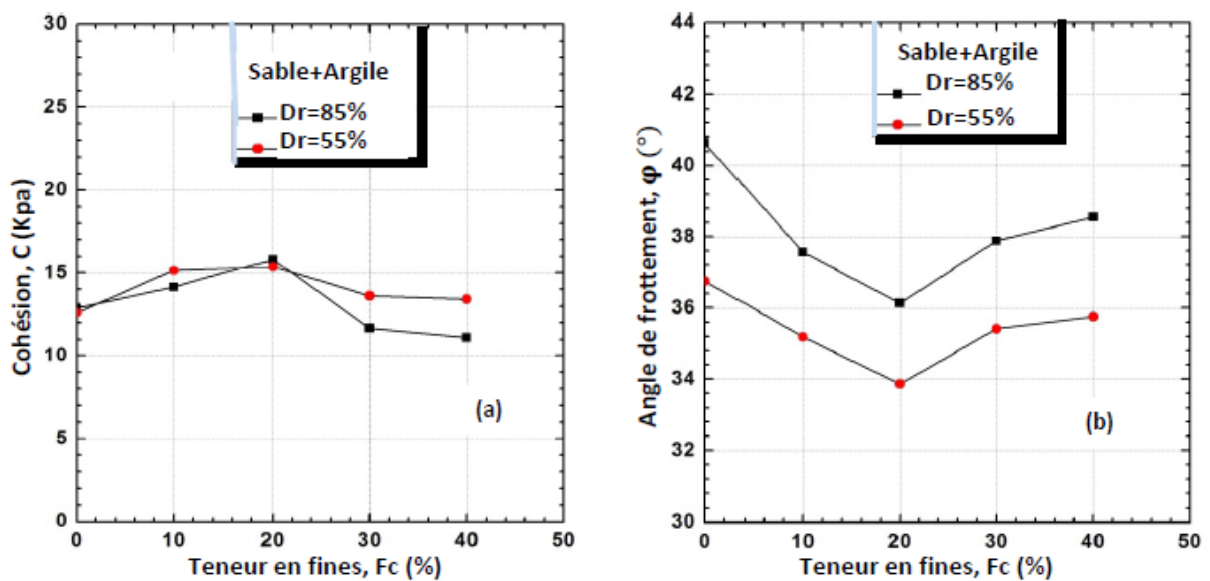 30
25
20
15
10
5
0
0 10 20 30 40 50
Cohésion, C (Kpa)
Teneur en fines, Fc (%)
Sable+Argile
Dr=85%
Dr=55%
(a)
44
42
40
38
36
34
32
30
0 10 20 30 40 50
Angle de frottement, φ (°)
Teneur en fines, Fc (%)
Sable+Argile
Dr=85%
Dr=55%
(b)